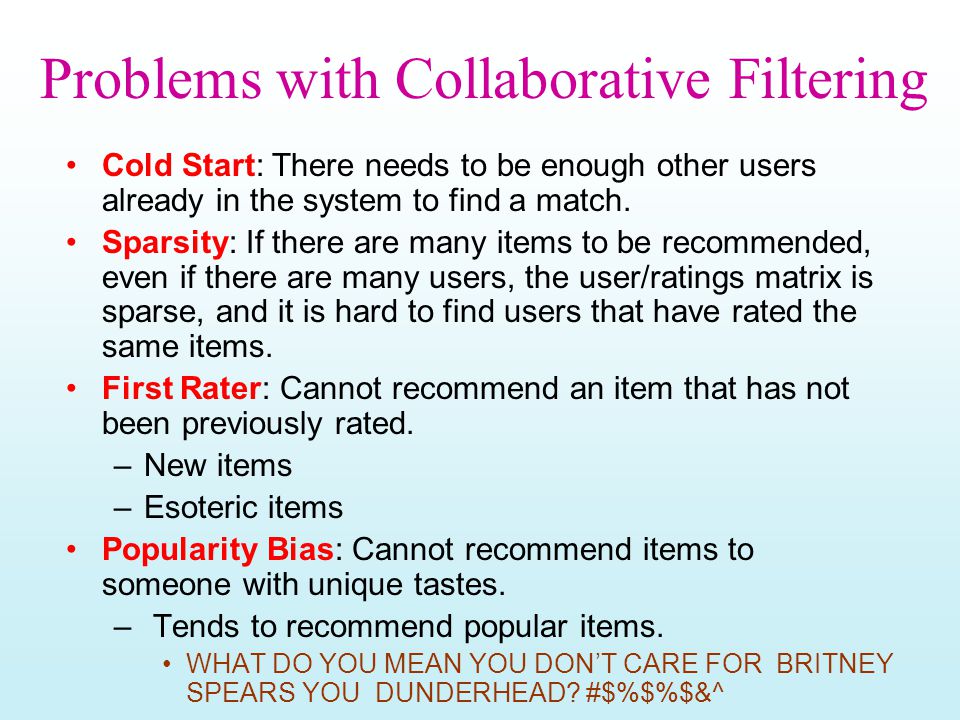 Problems with Collaborative Filtering
• Cold Start: There needs to be enough other users
already in the system to find a match.
• Sparsity: If there are many items to be recommended,
even if there are many users, the user/ratings matrix is
sparse, and it is hard to find users that have rated the
same items.
• First Rater: Cannot recommend an item that has not
been previously rated.
– New items
– Esoteric items
• Popularity Bias: Cannot recommend items to
someone with unique tastes.
– Tends to recommend popular items.
• WHAT DO YOU MEAN YOU DON’T CARE FOR BRITNEY
SPEARS YOU DUNDERHEAD? #$%$%$&^